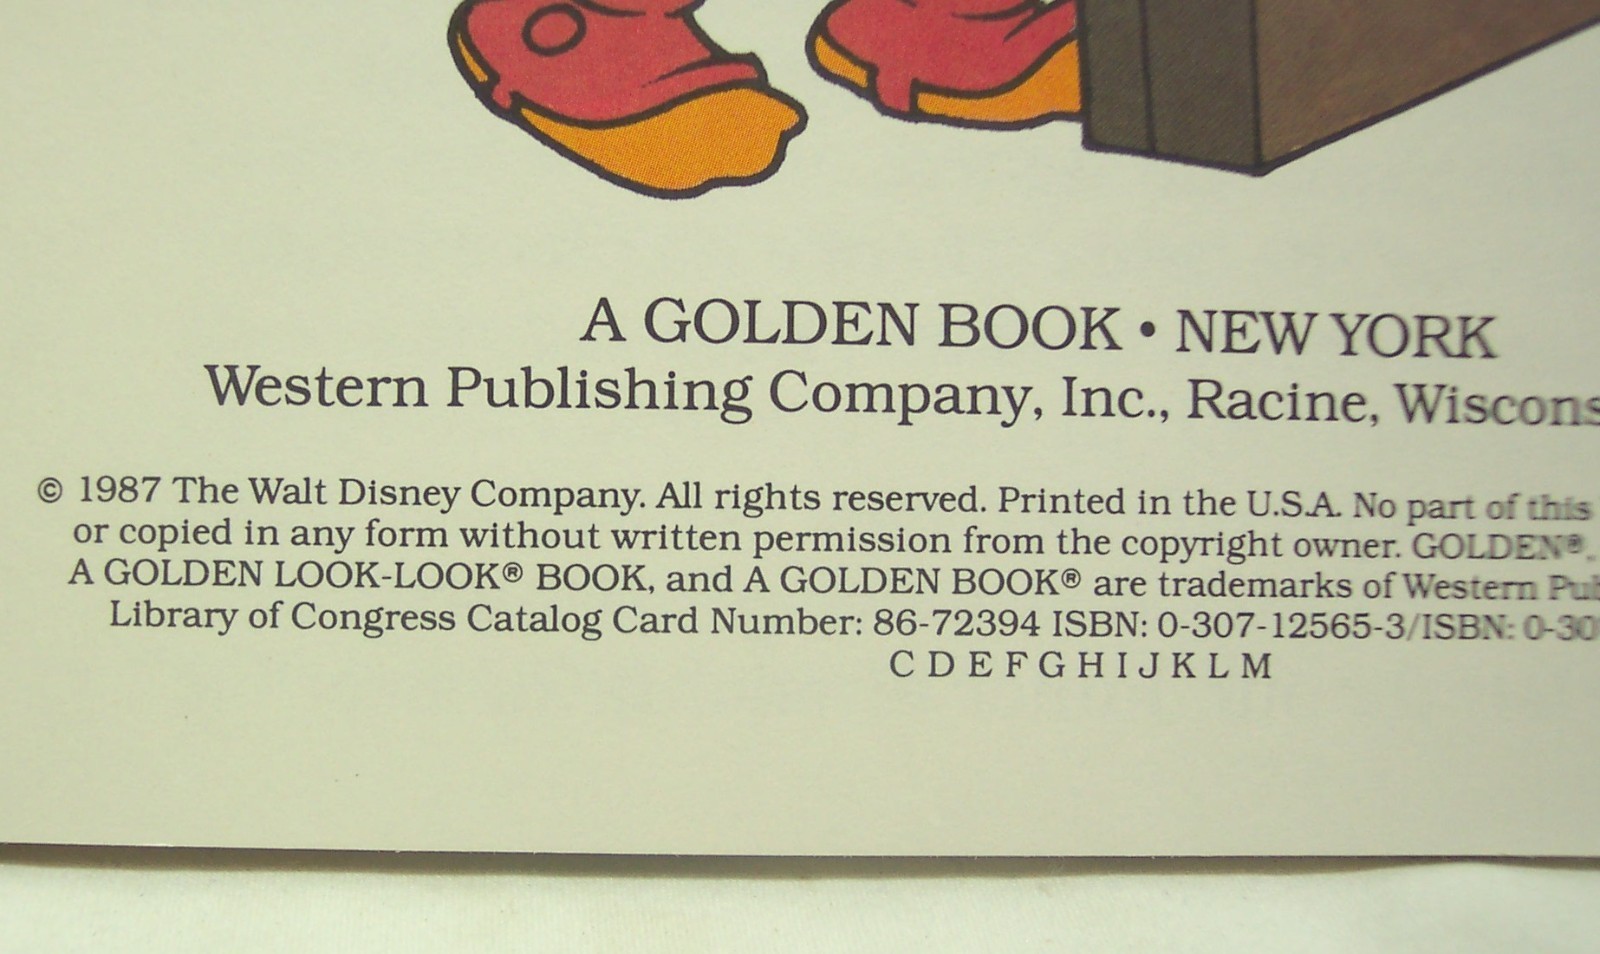 A GOLDEN BOOK • NEW YORK
Western Publishing Company, Inc., Racine, Wiscons
© 1987 The Walt Disney Company. All rights reserved. Printed in the U.S.A. No part of this
or copied in any form without written permission from the copyright owner. GOLDEN®,
A GOLDEN LOOK-LOOK® BOOK, and A GOLDEN BOOK® are trademarks of Western Pub
Library of Congress Catalog Card Number: 86-72394 ISBN: 0-307-12565-3/ISBN: 0-30
C D E F G H I J K L M